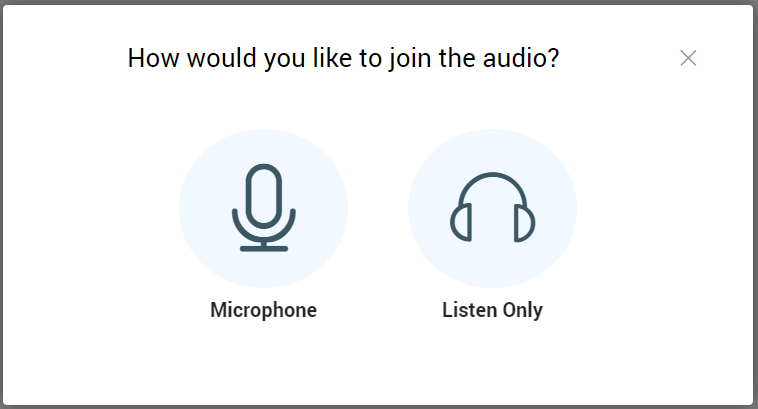 How would you like to join the audio?
Microphone
Listen Only